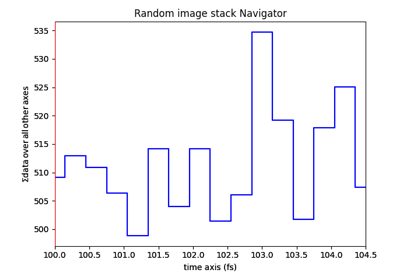 Random image stack Navigator
535
530
525
520
515
510
505
500
Σdata over all other axes
100.0 100.5 101.0 101.5 102.0 102.5 103.0 103.5 104.0 104.5
time axis (fs)